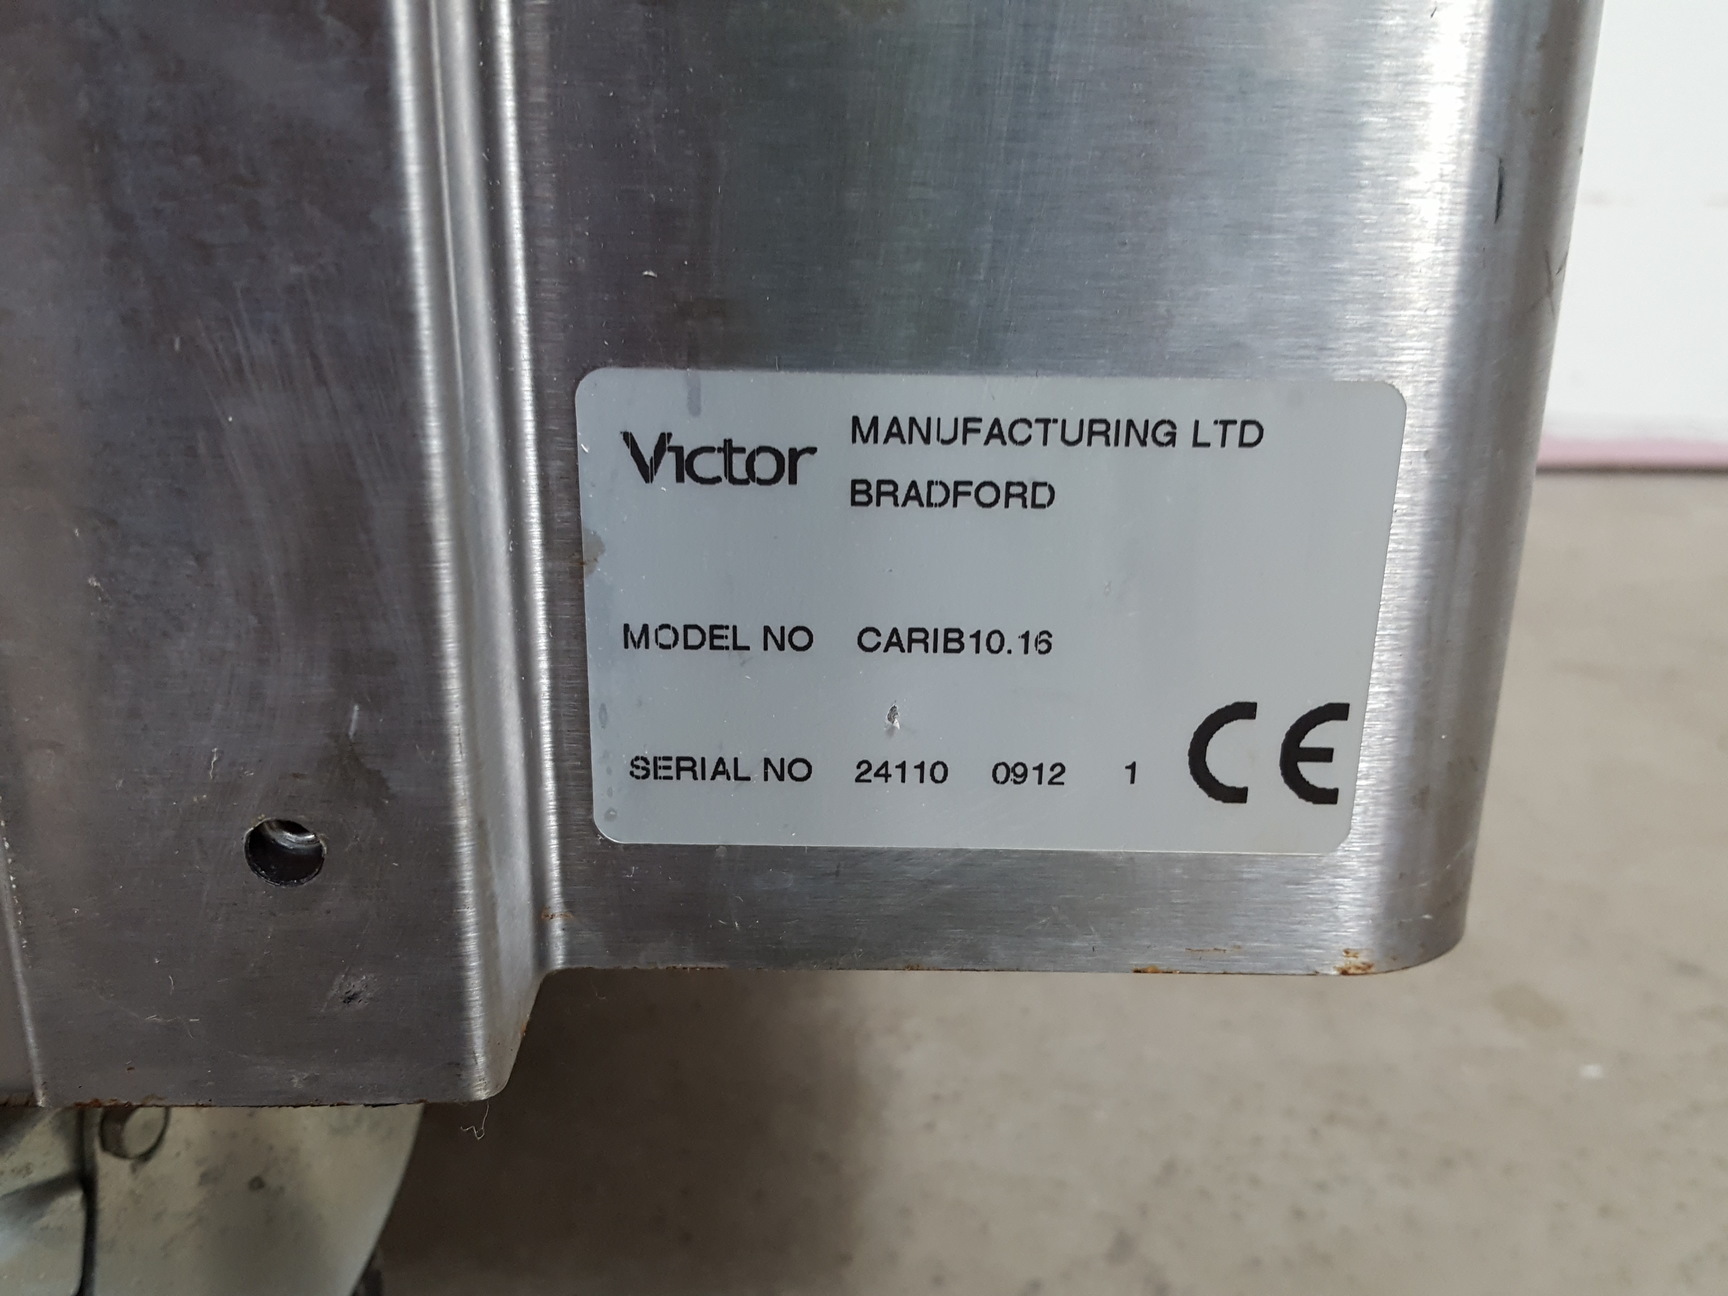 Victor MANUFACTURING LTD
BRADFORD
MODEL NO CARIB10.16
SERIAL NO 24110 0912 1 CE